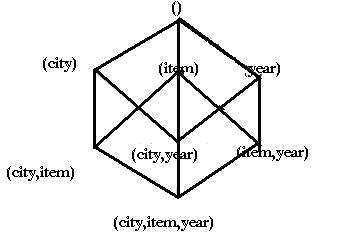 ()
(city)
(item)
(year)
(city,year)
(item,year)
(city,item)
(city,item,year)